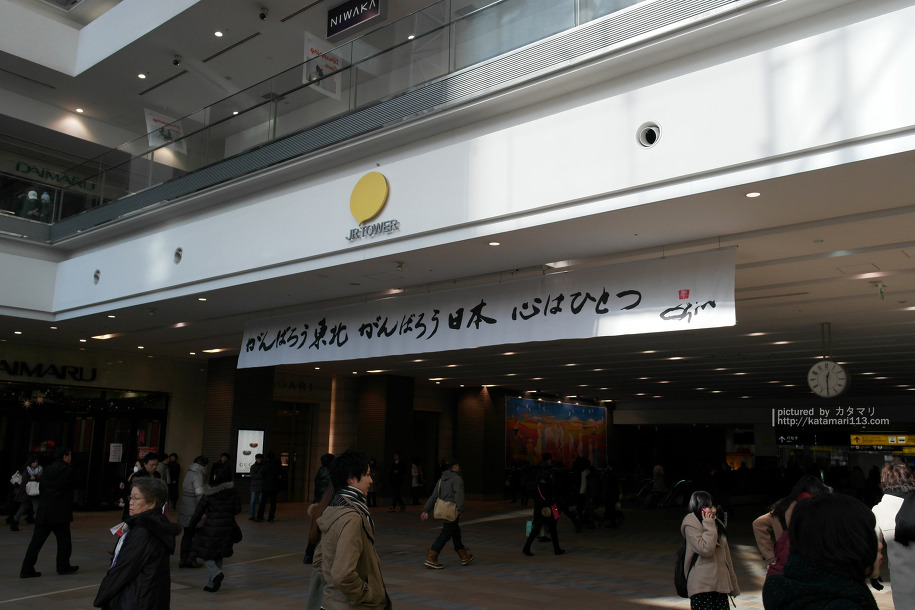 NIWAKA
DAIMARU
JR TOWER
がんばろう東北 がんばろう日本 心はひとつ
DAIMARU
pictured by カタマリ
http://katamari113.com